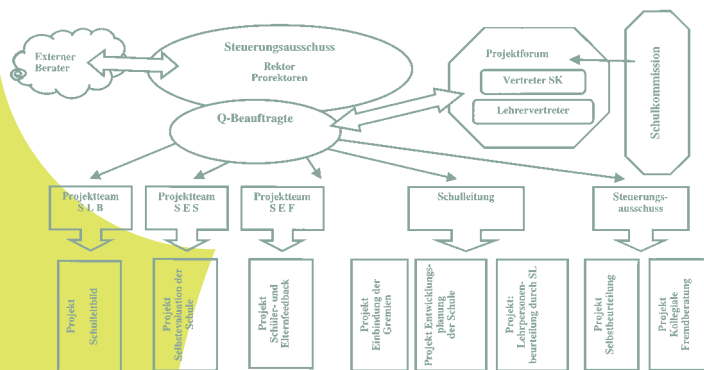 Externer
Berater
Steuerungsausschuss
Rektor
Prorektoren
Q-Beauftragte
Projektforum
Vertreter SK
Lehrervertreter
Schulkommission
Projektteam
S L B
Projektteam
S E S
Projektteam
S E F
Schulleitung
Steuerungs-
ausschuss
Projekt
Schulleitbild
Projekt
Selbstevaluation der
Schule
Projekt
Schüler- und
Elternfeedback
Projekt
Einbindung der
Gremien
Projekt Entwicklungs-
planung
der Schule
Projekt:
Lehrpersonen-
beurteilung durch SL
Projekt
Selbstbeurteilung
Projekt
Kollegiale
Fremdberatung